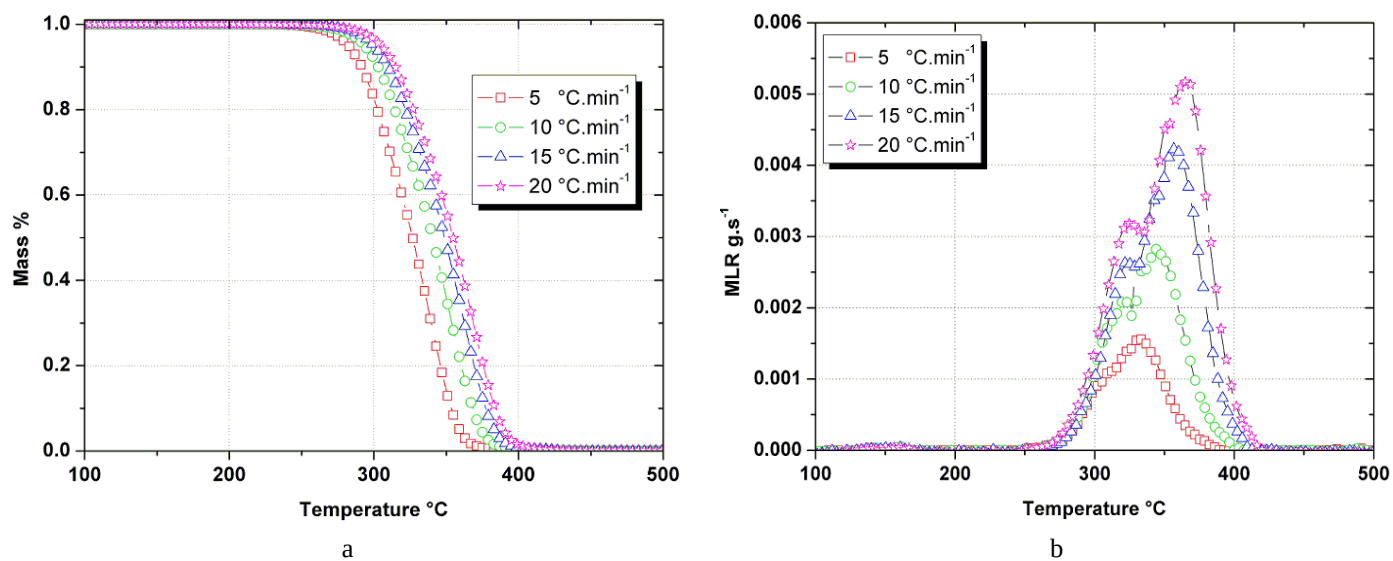 1.0
0.8
0.6
0.4
0.2
0.0
Mass %
100
200
300
400
500
Temperature °C
5 °C.min⁻¹
10 °C.min⁻¹
15 °C.min⁻¹
20 °C.min⁻¹
a
0.006
0.005
0.004
0.003
0.002
0.001
0.000
MLR g.s⁻¹
100
200
300
400
500
Temperature °C
5 °C.min⁻¹
10 °C.min⁻¹
15 °C.min⁻¹
20 °C.min⁻¹
b